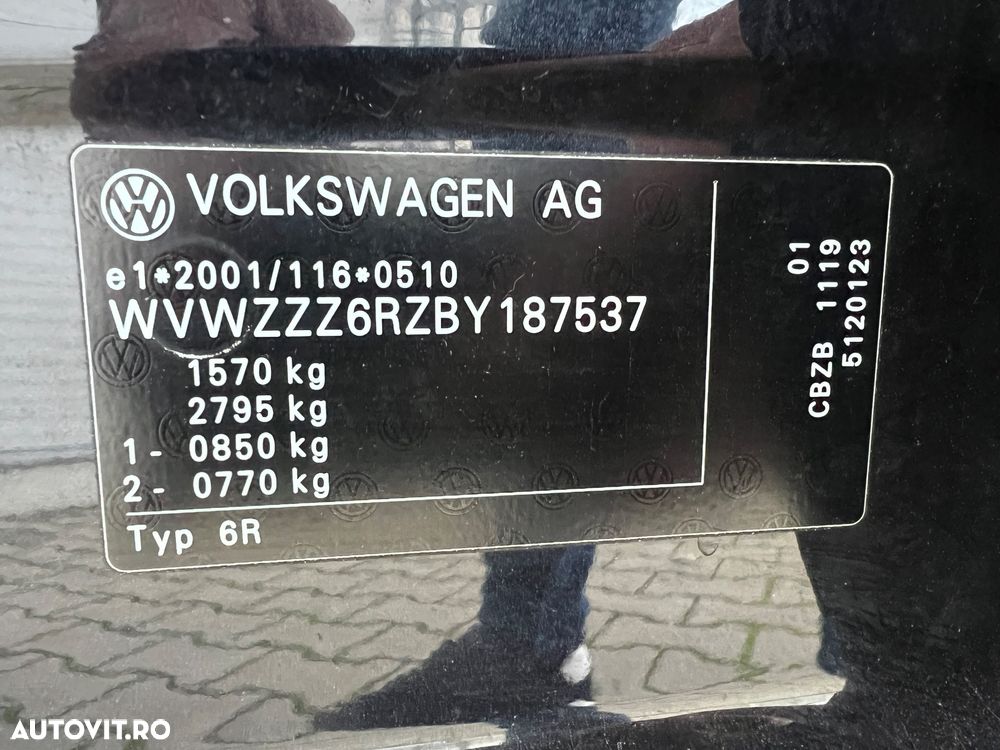 VOLKSWAGEN AG
e1*2001/116*0510
WVWZZZ6RZBY187537
1570 kg
2795 kg
1 - 0850 kg
2 - 0770 kg
Typ 6R
01
CBZB 1119
5120123
AUTOVIT.RO